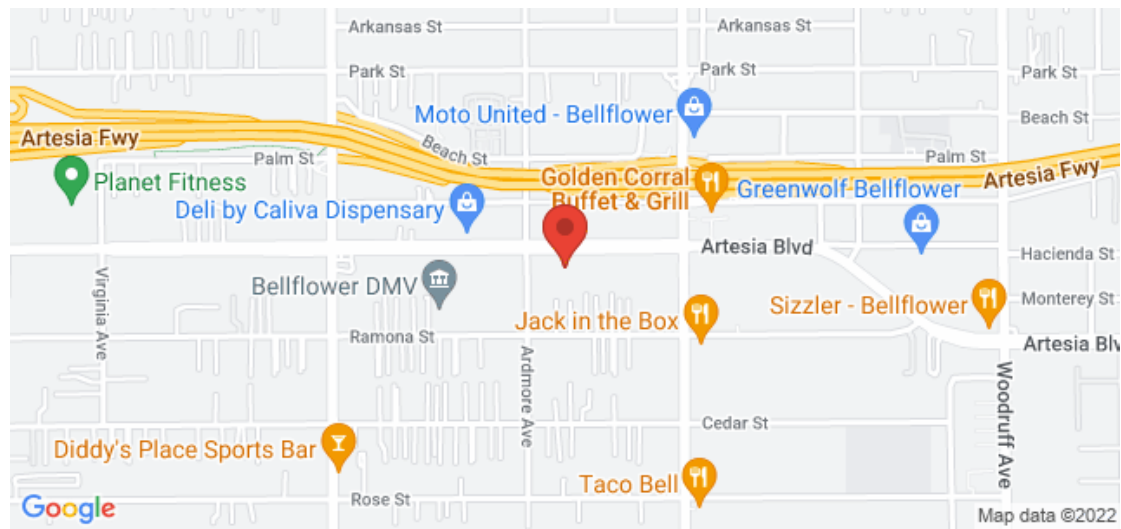 Arkansas St
Arkansas St
Park St
Park St
Park St
Moto United - Bellflower
Beach St
Artesia Fwy
Beach St
Palm St
Palm St
Planet Fitness
Golden Corral
Buffet & Grill
Greenwolf Bellflower
Artesia Fwy
Deli by Caliva Dispensary
Artesia Blvd
Hacienda St
Bellflower DMV
Virginia Ave
Monterey St
Sizzler - Bellflower
Jack in the Box
Ramona St
Artesia Blv
Ardmore Ave
Woodruff Ave
Cedar St
Diddy's Place Sports Bar
Taco Bell
Rose St
Google
Map data ©2022